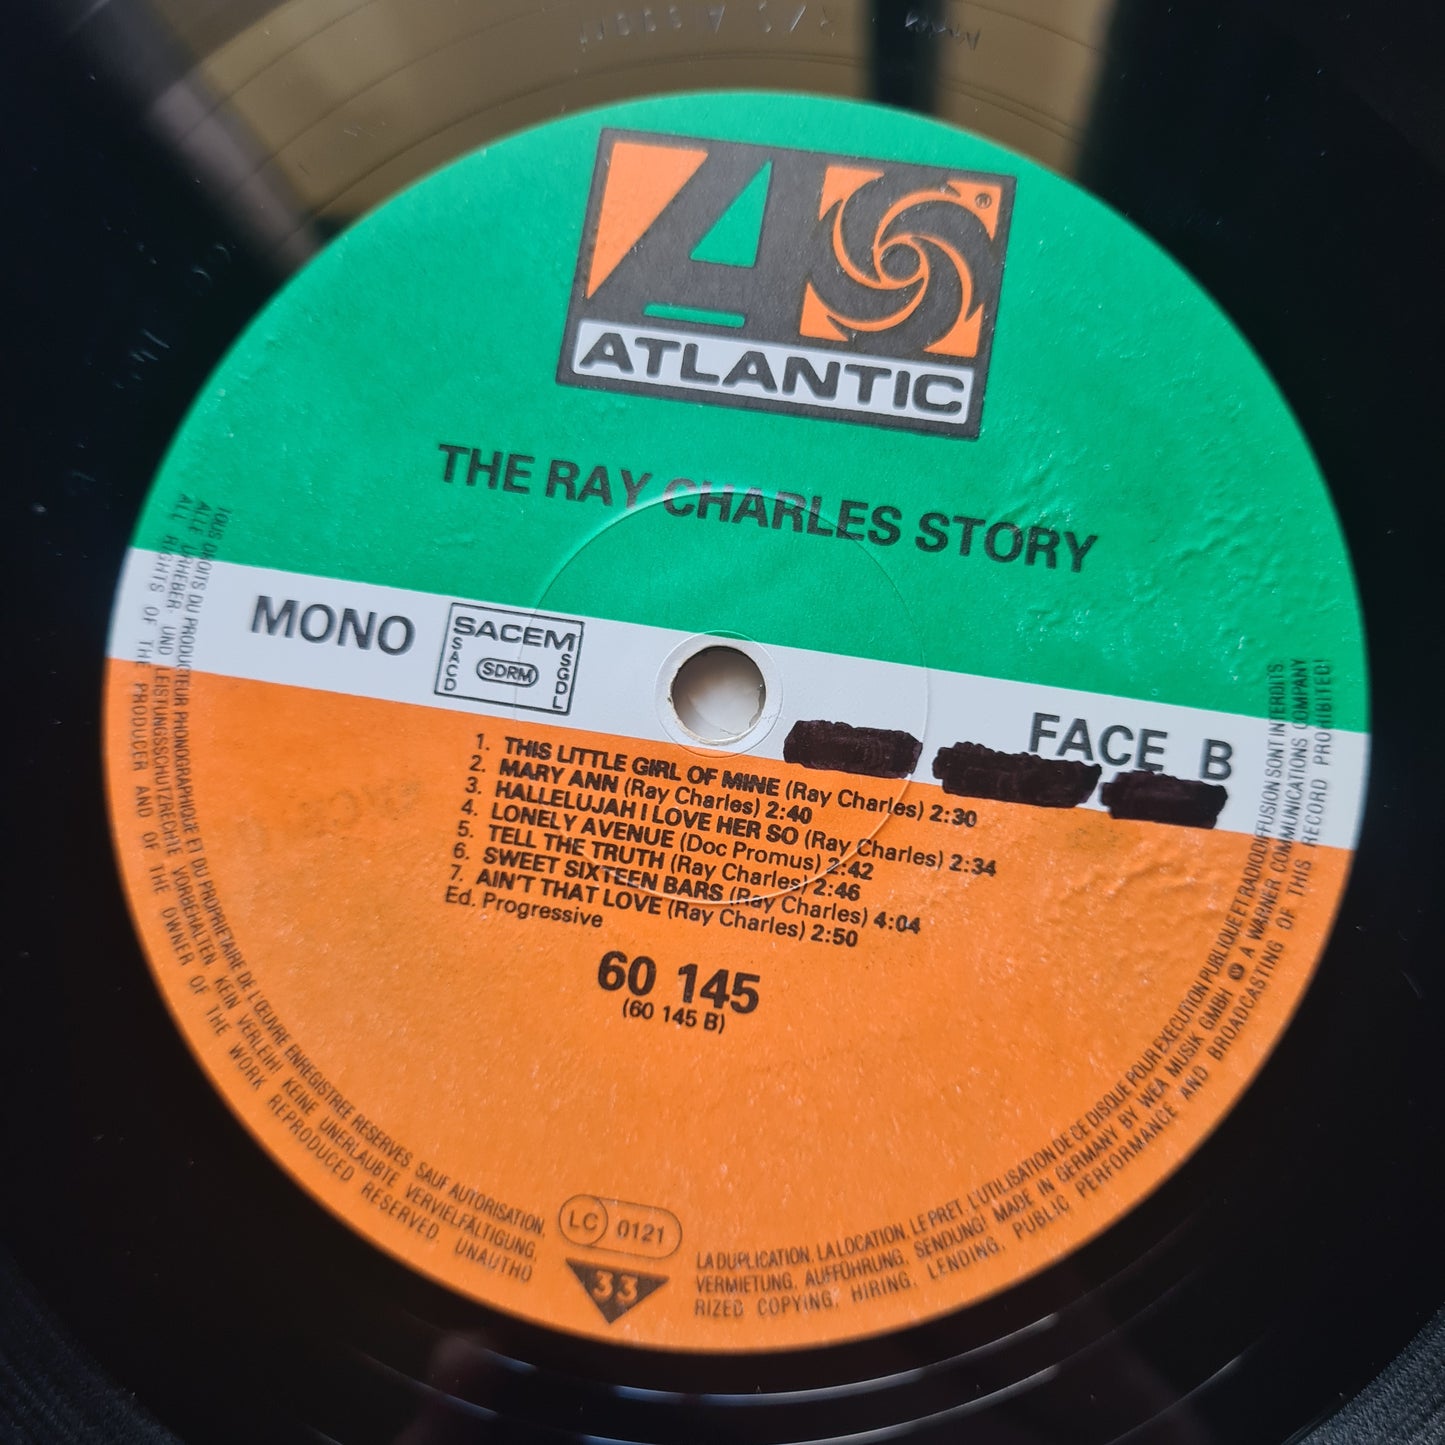 ATLANTIC
®
THE RAY CHARLES STORY
MONO
SACEM
SACD
SDRM
SGDL
FACE B
1. THIS LITTLE GIRL OF MINE (Ray Charles) 2:30
2. MARY ANN (Ray Charles) 2:40
3. HALLELUJAH I LOVE HER SO (Ray Charles) 2:34
4. LONELY AVENUE (Doc Promus) 2:42
5. TELL THE TRUTH (Ray Charles) 2:46
6. SWEET SIXTEEN BARS (Ray Charles) 4:04
7. AIN'T THAT LOVE (Ray Charles) 2:50
Ed. Progressive
60 145
(60 145 B)
LC 0121
33
TOUS DROITS DU PRODUCTEUR PHONOGRAPHIQUE ET DU PROPRIETAIRE DE L'ŒUVRE ENREGISTREE RESERVES. SAUF AUTORISATION, LA DUPLICATION, LA LOCATION, LE PRET, L'UTILISATION DE CE DISQUE POUR EXECUTION PUBLIQUE ET RADIODIFFUSION SONT INTERDITS
ALLE URHEBER- UND LEISTUNGSSCHUTZRECHTE VORBEHALTEN KEIN VERLEIH! KEINE UNERLAUBTE VERVIELFÄLTIGUNG, VERMIETUNG, AUFFÜHRUNG, SENDUNG! MADE IN GERMANY BY WEA MUSIK GMBH A WARNER COMMUNICATIONS COMPANY
ALL RIGHTS OF THE PRODUCER AND OF THE OWNER OF THE WORK REPRODUCED RESERVED UNAUTHO RIZED COPYING, HIRING, LENDING, PUBLIC PERFORMANCE AND BROADCASTING OF THIS RECORD PROHIBITED!